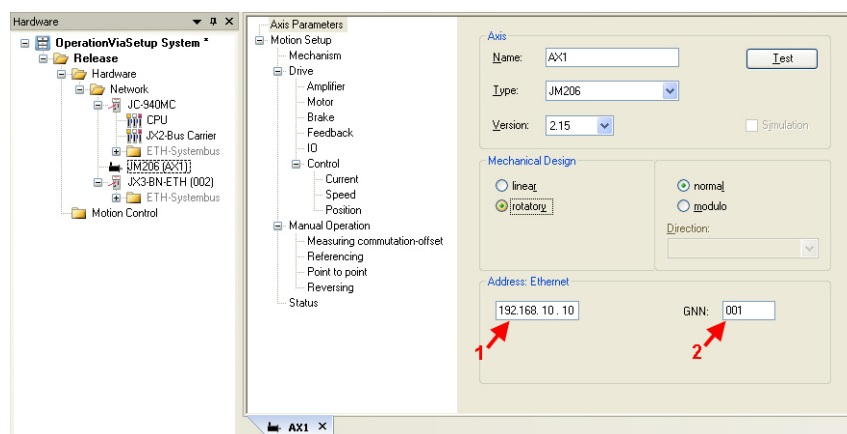 Hardware
OperationViaSetup System *
Release
Hardware
Network
JC-940MC
CPU
JX2-Bus Carrier
ETH-Systembus
JM206 (AX1)
JX3-BN-ETH (002)
ETH-Systembus
Motion Control
Axis Parameters
Motion Setup
Mechanism
Drive
Amplifier
Motor
Brake
Feedback
IO
Control
Current
Speed
Position
Manual Operation
Measuring commutation-offset
Referencing
Point to point
Reversing
Status
Axis
Name: AX1 Test
Type: JM206
Version: 2.15 Simulation
Mechanical Design
linear normal
rotatory modulo
Direction:
Address: Ethernet
192.168. 10 . 10 GNN: 001
1 2
AX1 ×